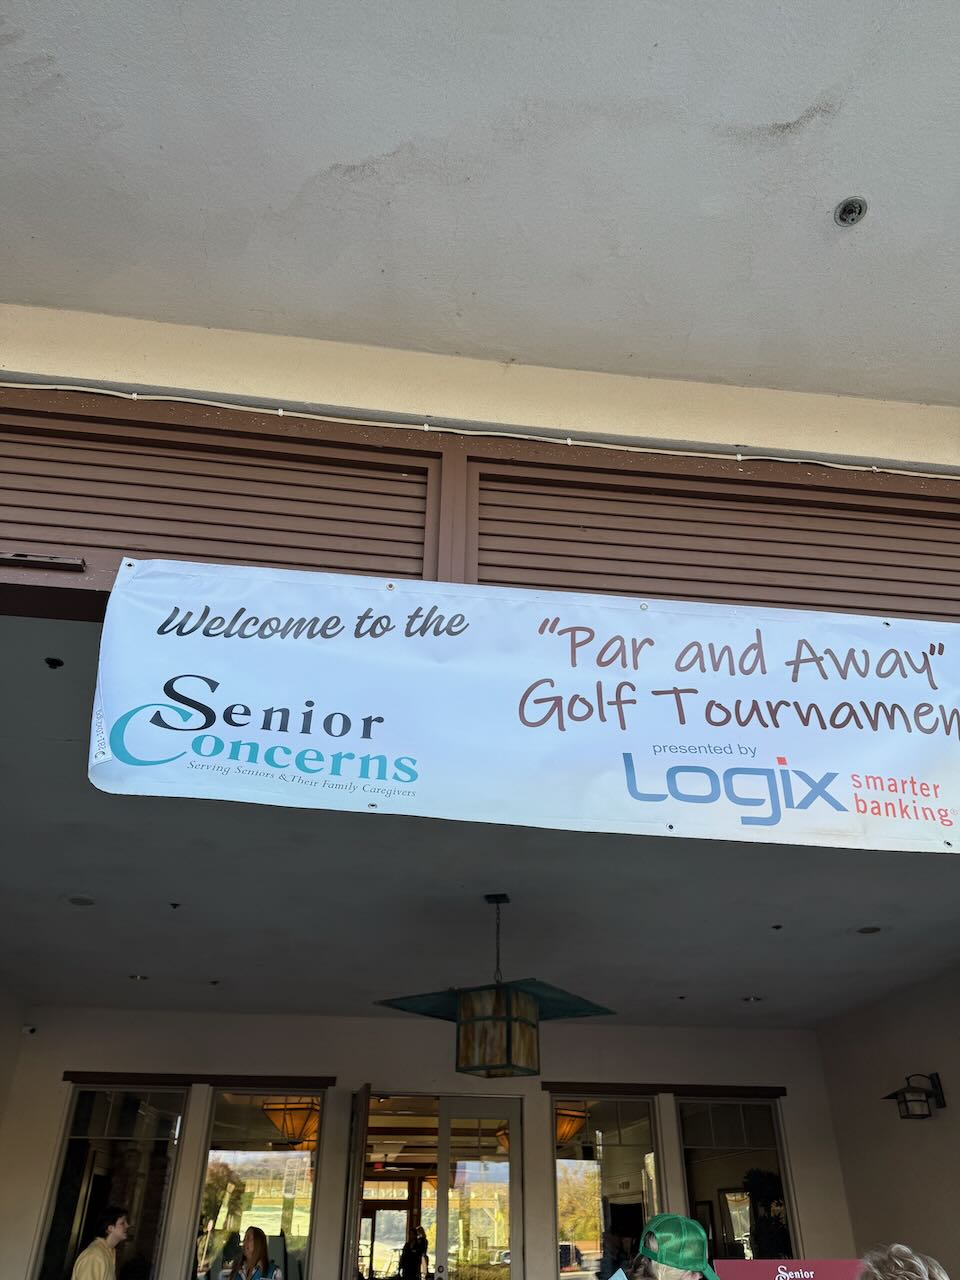 Welcome to the
Senior
Concerns
Serving Seniors & Their Family Caregivers
"Par and Away"
Golf Tournamen
presented by
Logix smarter
banking®
Senior